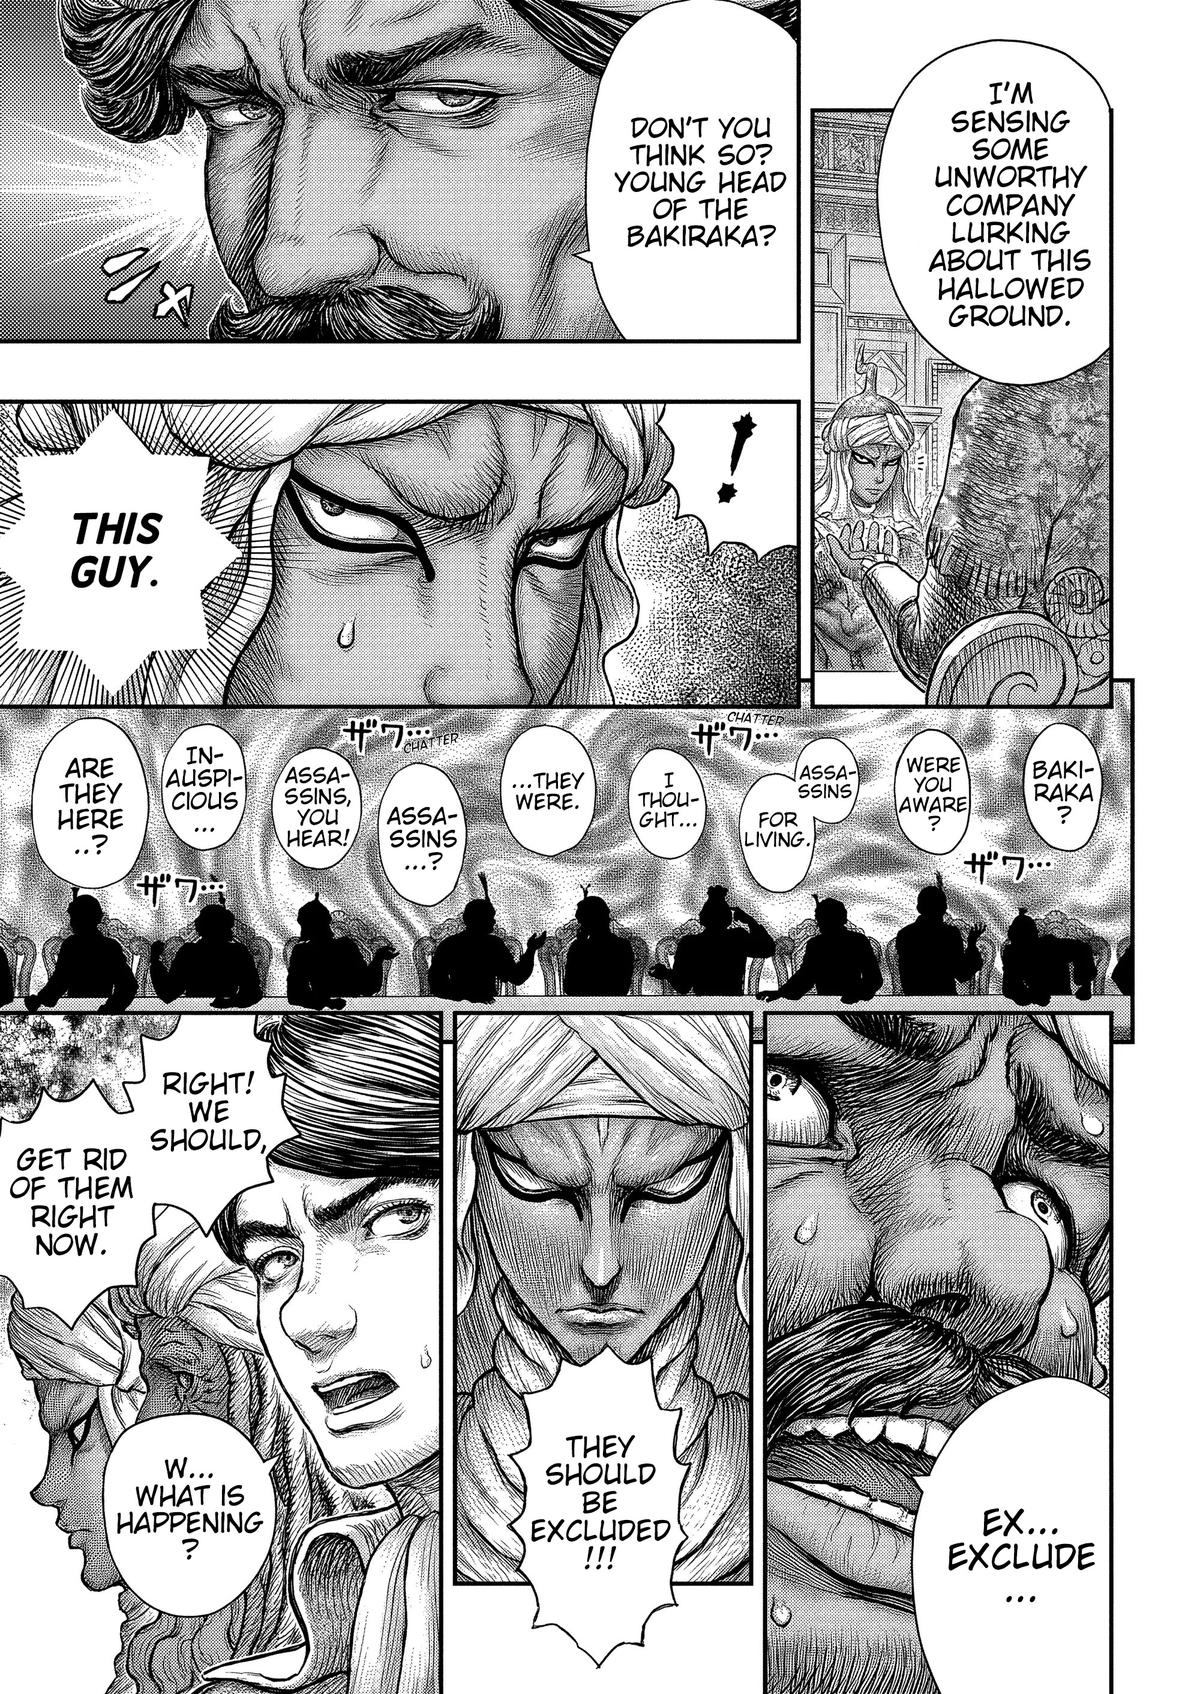 I'M
SENSING
SOME
UNWORTHY
COMPANY
LURKING
ABOUT THIS
HALLOWED
GROUND.
DON'T YOU
THINK SO?
YOUNG HEAD
OF THE
BAKIRAKA?
THIS
GUY.
BAKI-
RAKA
?
WERE
YOU
AWARE
?
ASSA-
SSINS
FOR
LIVING.
I
THOU-
GHT...
...THEY
WERE.
ASSA-
SSINS
...?
ASSA-
SSINS,
YOU
HEAR!
IN-
AUSPI-
CIOUS
...
ARE
THEY
HERE
..?
ザワ…
CHATTER
ザワ…
CHATTER
ザワ…
ザワ…
EX...
EXCLUDE
...
THEY
SHOULD
BE
EXCLUDED
!!!
RIGHT!
WE
SHOULD,
GET RID
OF THEM
RIGHT
NOW.
W...
WHAT IS
HAPPENING
?